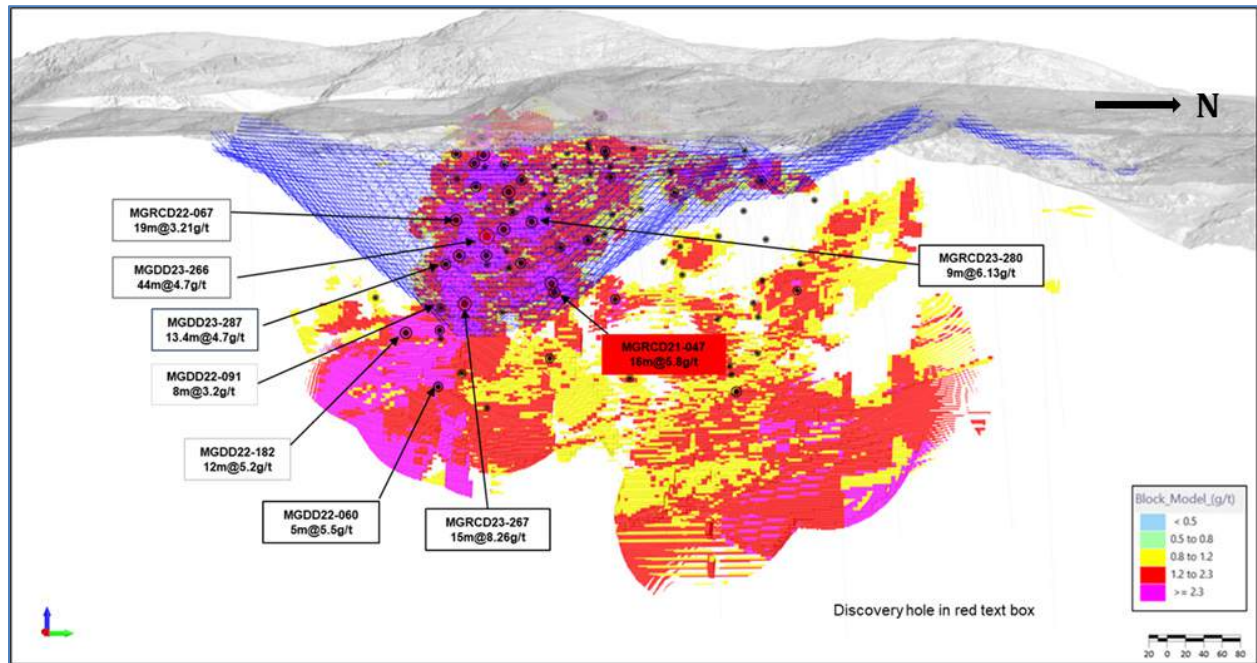 N
MGRCD22-067
19m@3.21g/t
MGDD23-266
44m@4.7g/t
MGDD23-287
13.4m@4.7g/t
MGDD22-091
8m@3.2g/t
MGDD22-182
12m@5.2g/t
MGDD22-060
5m@5.5g/t
MGRCD23-267
15m@8.26g/t
MGRCD21-047
16m@5.8g/t
MGRCD23-280
9m@6.13g/t
Block_Model_(g/t)
< 0.5
0.5 to 0.8
0.8 to 1.2
1.2 to 2.3
>= 2.3
Discovery hole in red text box
20 0 20 40 60 80